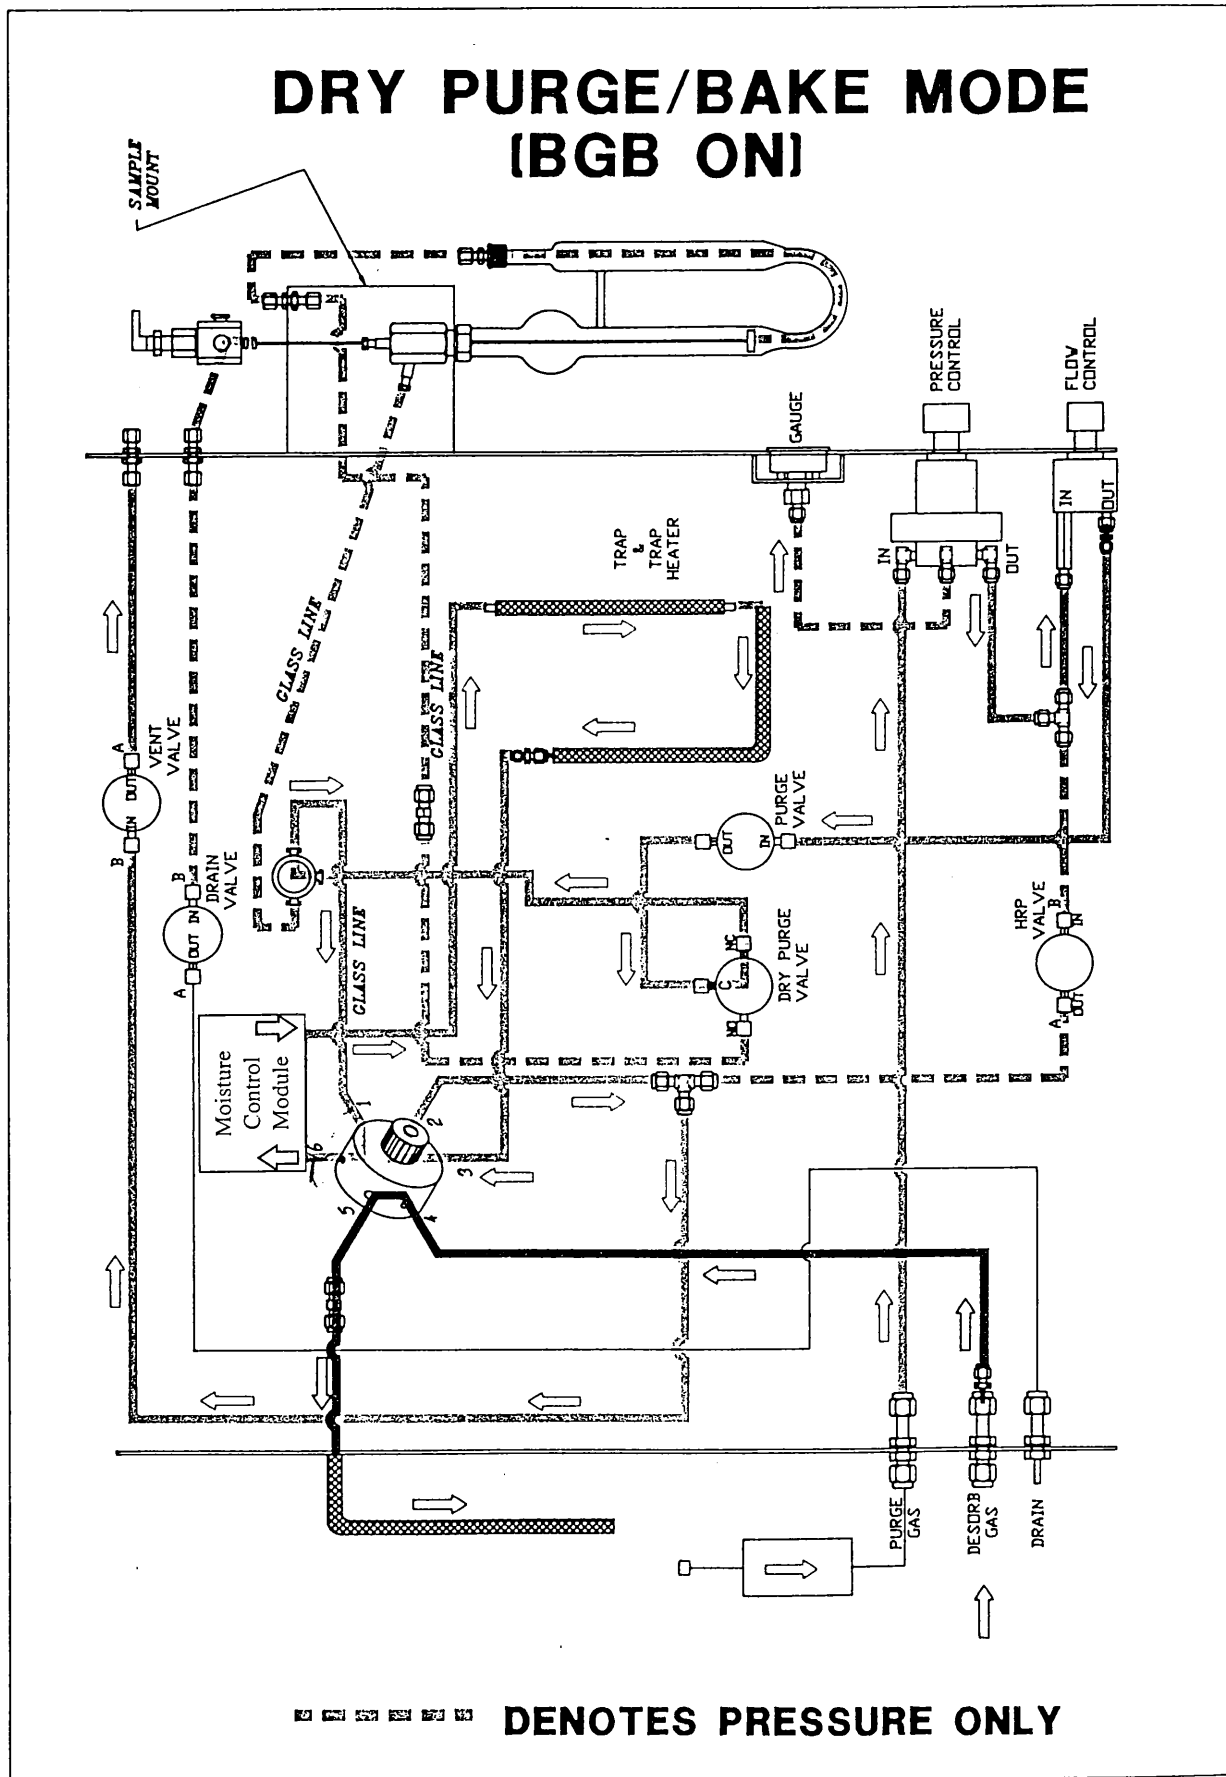 DRY PURGE/BAKE MODE
(BGB ON)
SAMPLE
MOUNT
PRESSURE
CONTROL
FLOW
CONTROL
GAUGE
IN
OUT
IN
OUT
TRAP
&
TRAP
HEATER
GLASS LINE
GLASS LINE
A
OUT
IN
B
VENT
VALVE
B
IN
OUT
A
DRAIN
VALVE
PURGE
VALVE
OUT
IN
GLASS LINE
NC
C
NO
DRY PURGE
VALVE
HRP
VALVE
B
IN
A
OUT
Moisture
Control
Module
1
2
3
4
5
6
PURGE
GAS
DESORB
GAS
DRAIN
DENOTES PRESSURE ONLY